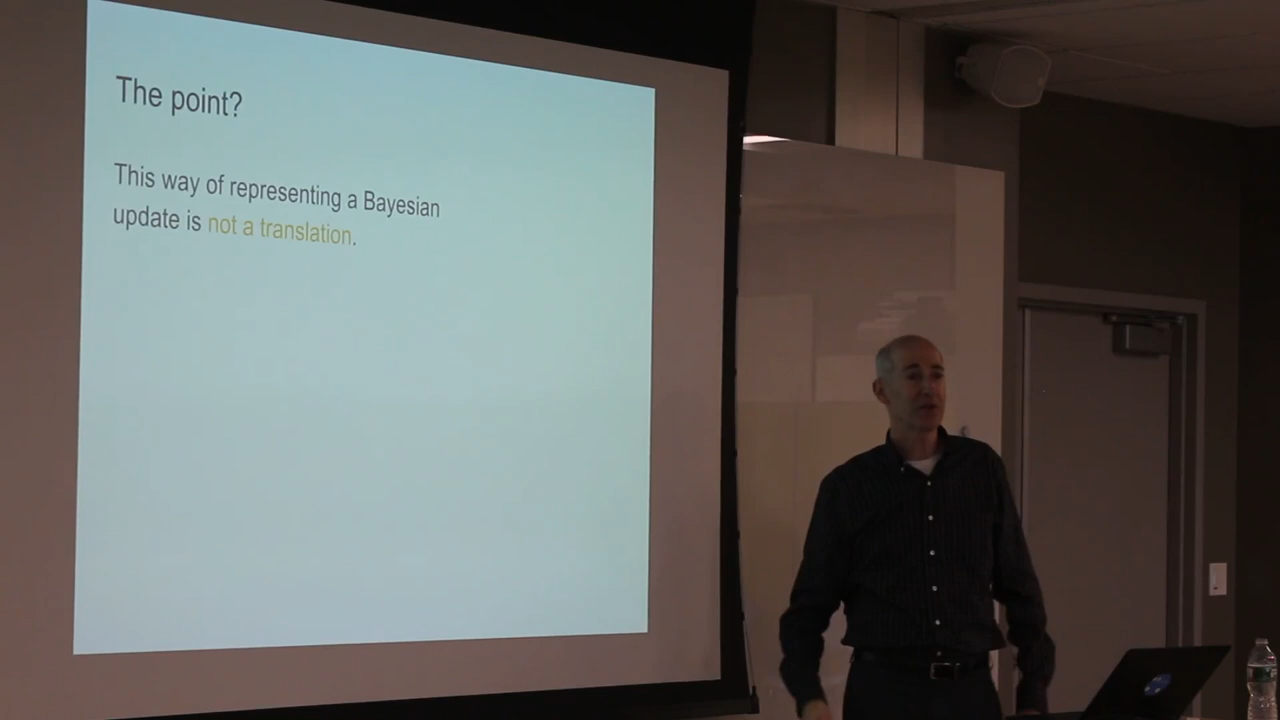 The point?
This way of representing a Bayesian
update is not a translation.